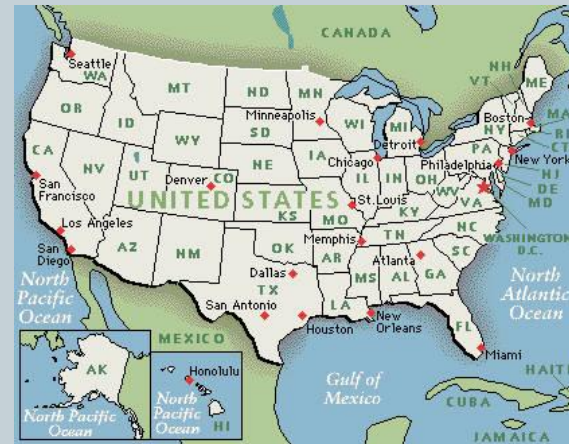 CANADA
Seattle
WA
MT
ND
MN
NH
VT
ME
OR
ID
Minneapolis
WI
MI
Boston
MA
SD
NY
RI
WY
Detroit
CT
CA
NV
UT
Denver
CO
NE
IA
Chicago
IL
IN
OH
PA
Philadelphia
New York
NJ
DE
MD
WV
VA
San
Francisco
UNITED STATES
St. Louis
KS
MO
KY
WASHINGTON
D.C.
Los Angeles
San
Diego
AZ
NM
OK
AR
Memphis
TN
NC
SC
Atlanta
MS
AL
GA
North
Pacific
Ocean
Dallas
TX
San Antonio
Houston
LA
New
Orleans
FL
Miami
North
Atlantic
Ocean
MEXICO
Gulf of
Mexico
AK
North Pacific
Ocean
Honolulu
North
Pacific
Ocean
HI
CUBA
HAITI
JAMAICA